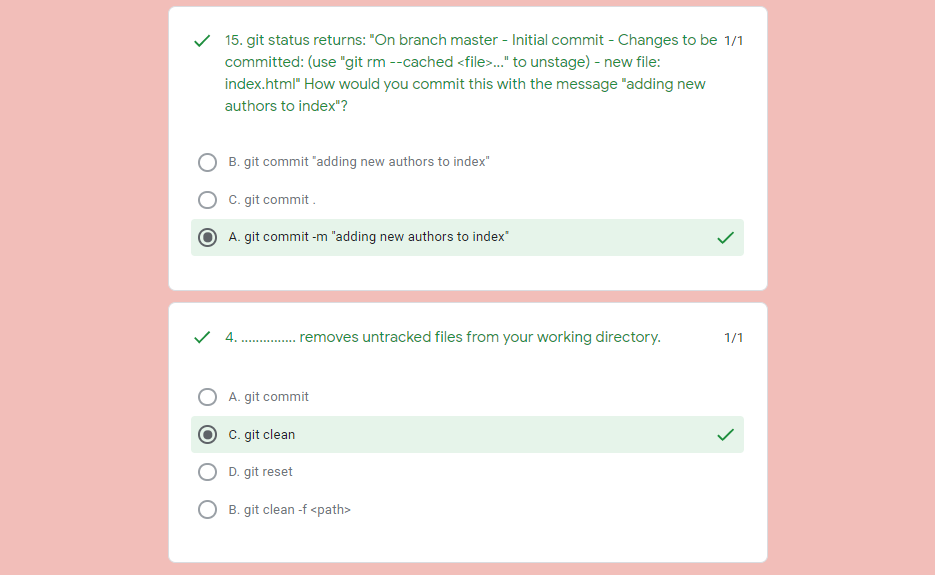 15. git status returns: "On branch master - Initial commit - Changes to be 1/1
committed: (use "git rm --cached <file>..." to unstage) - new file:
index.html" How would you commit this with the message "adding new
authors to index"?
B. git commit "adding new authors to index"
C. git commit .
A. git commit -m "adding new authors to index"
4. ............... removes untracked files from your working directory. 1/1
A. git commit
C. git clean
D. git reset
B. git clean -f <path>